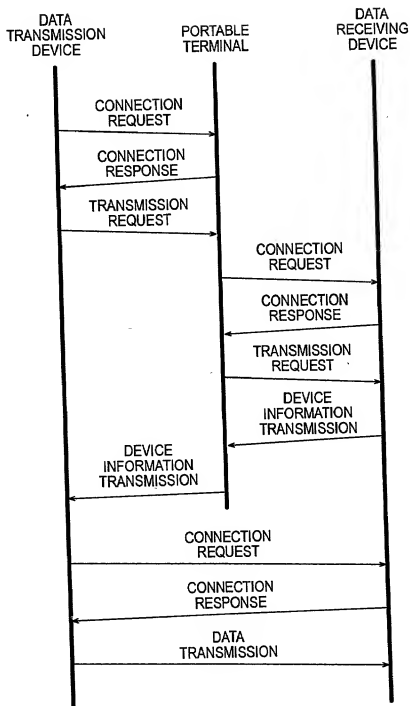 DATA
TRANSMISSION
DEVICE
PORTABLE
TERMINAL
DATA
RECEIVING
DEVICE
CONNECTION
REQUEST
CONNECTION
RESPONSE
TRANSMISSION
REQUEST
CONNECTION
REQUEST
CONNECTION
RESPONSE
TRANSMISSION
REQUEST
DEVICE
INFORMATION
TRANSMISSION
DEVICE
INFORMATION
TRANSMISSION
CONNECTION
REQUEST
CONNECTION
RESPONSE
DATA
TRANSMISSION